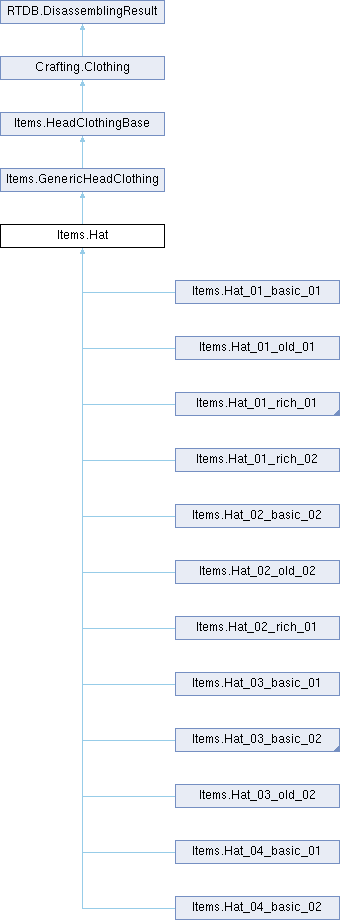 RTDB.DisassemblingResult
Crafting.Clothing
Items.HeadClothingBase
Items.GenericHeadClothing
Items.Hat
Items.Hat_01_basic_01
Items.Hat_01_old_01
Items.Hat_01_rich_01
Items.Hat_01_rich_02
Items.Hat_02_basic_02
Items.Hat_02_old_02
Items.Hat_02_rich_01
Items.Hat_03_basic_01
Items.Hat_03_basic_02
Items.Hat_03_old_02
Items.Hat_04_basic_01
Items.Hat_04_basic_02